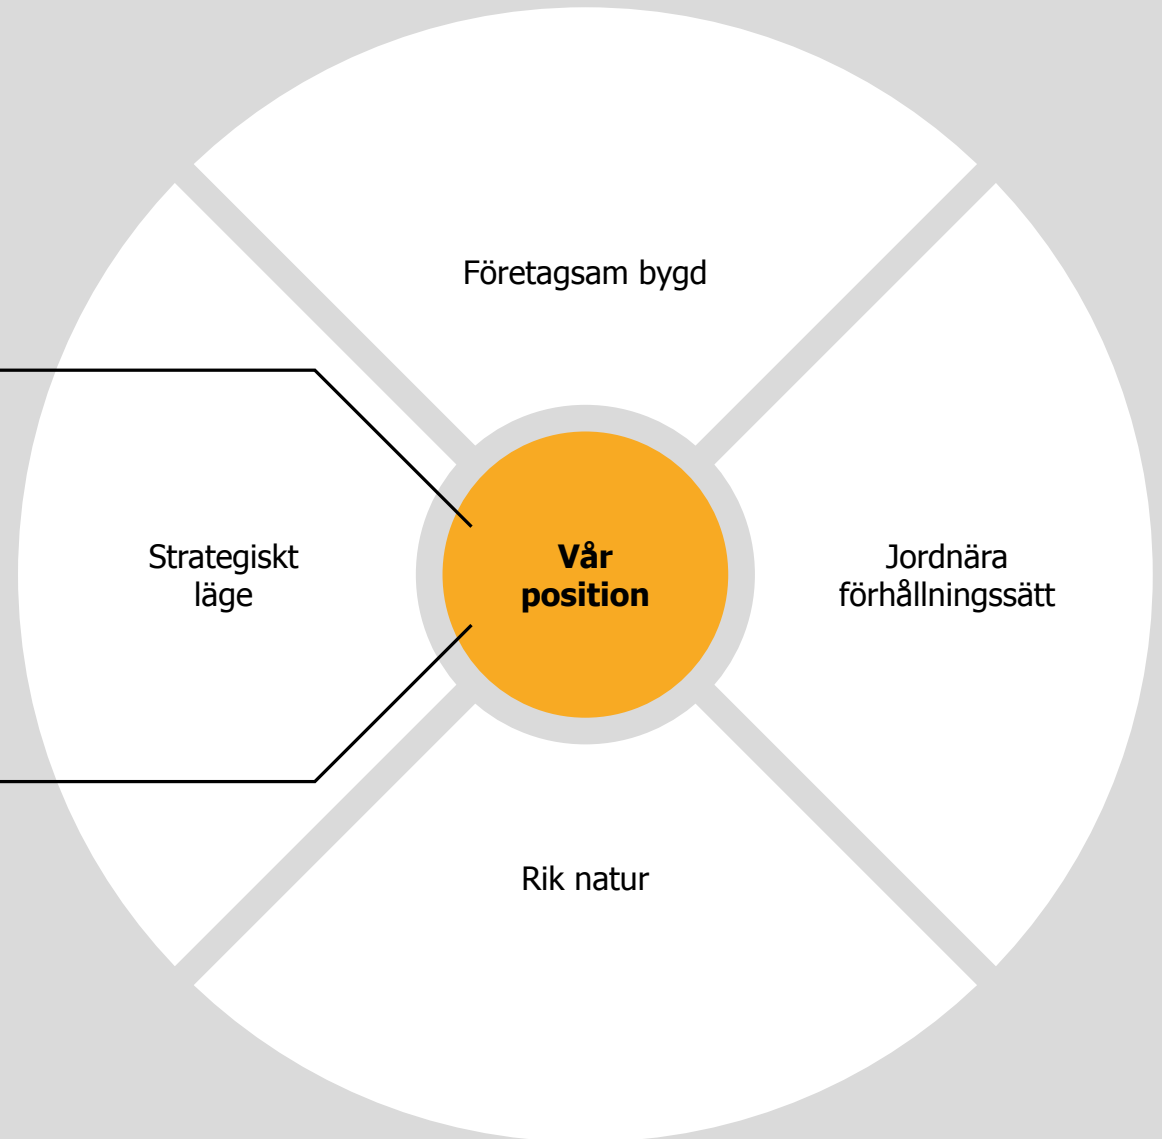 Företagsam bygd
Strategiskt
läge
Vår
position
Jordnära
förhållningssätt
Rik natur